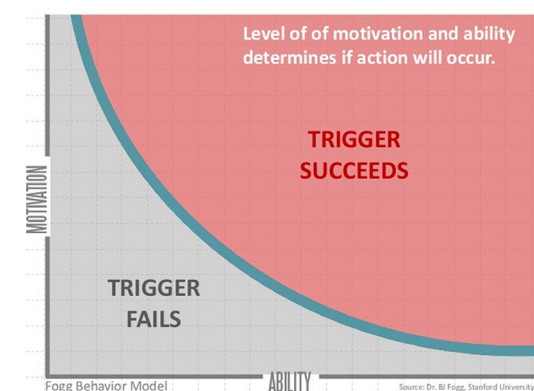 Level of of motivation and ability
determines if action will occur.
TRIGGER
SUCCEEDS
MOTIVATION
TRIGGER
FAILS
ABILITY
Fogg Behavior Model
Source: Dr. BJ Fogg, Stanford University